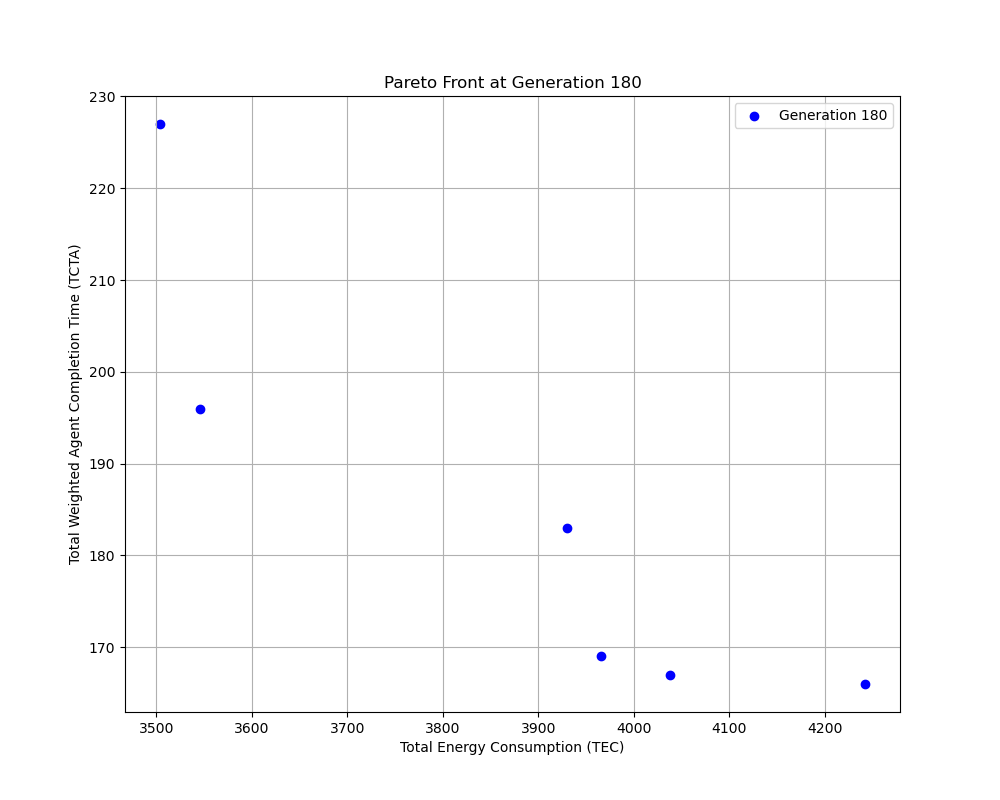 Pareto Front at Generation 180
Generation 180
Total Weighted Agent Completion Time (TCTA)
230
220
210
200
190
180
170
3500 3600 3700 3800 3900 4000 4100 4200
Total Energy Consumption (TEC)